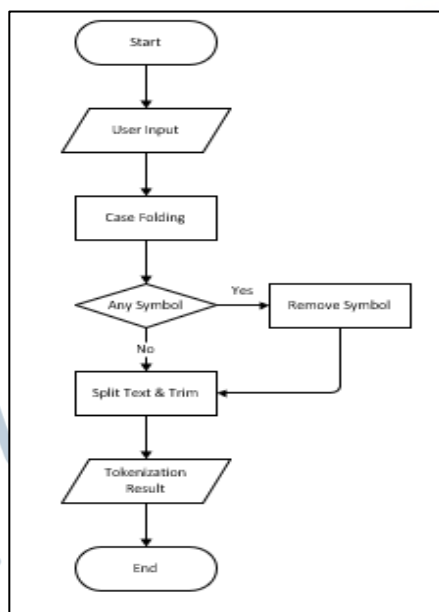 Start
User Input
Case Folding
Any Symbol
Yes
Remove Symbol
No
Split Text & Trim
Tokenization
Result
End